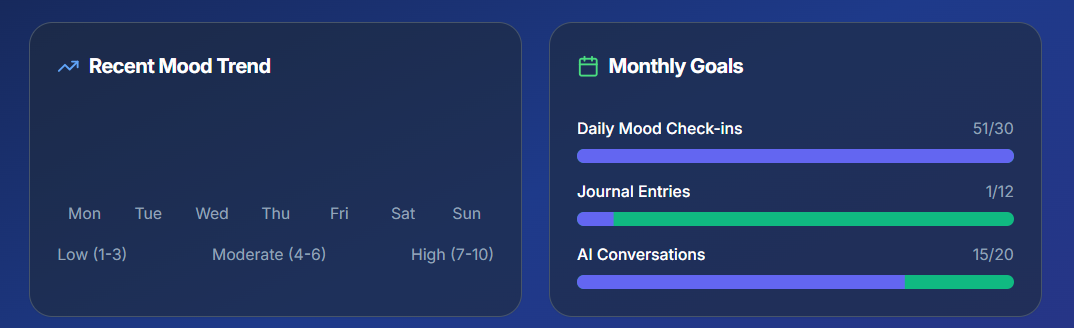 Recent Mood Trend
Mon Tue Wed Thu Fri Sat Sun
Low (1-3) Moderate (4-6) High (7-10)
Monthly Goals
Daily Mood Check-ins 51/30
Journal Entries 1/12
AI Conversations 15/20